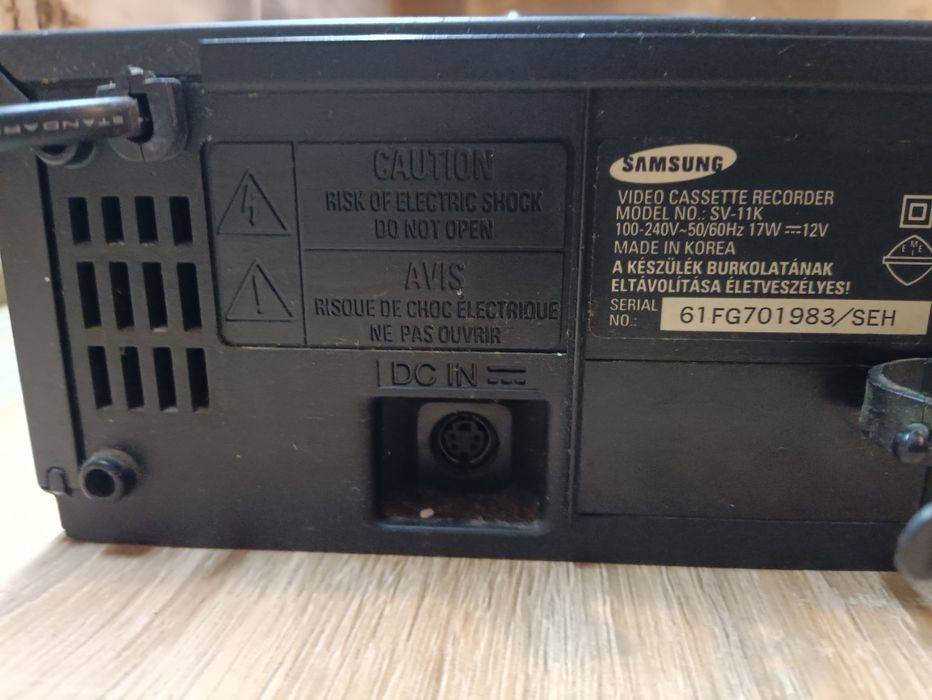 STANDARD
CAUTION
RISK OF ELECTRIC SHOCK
DO NOT OPEN
AVIS
RISQUE DE CHOC ÉLECTRIQUE
NE PAS OUVRIR
DC IN
SAMSUNG
VIDEO CASSETTE RECORDER
MODEL NO.: SV-11K
100-240V~50/60Hz 17W ⎓12V
MADE IN KOREA
A KÉSZÜLÉK BURKOLATÁNAK
ELTÁVOLÍTÁSA ÉLETVESZÉLYES!
SERIAL NO.: 61FG701983/SEH